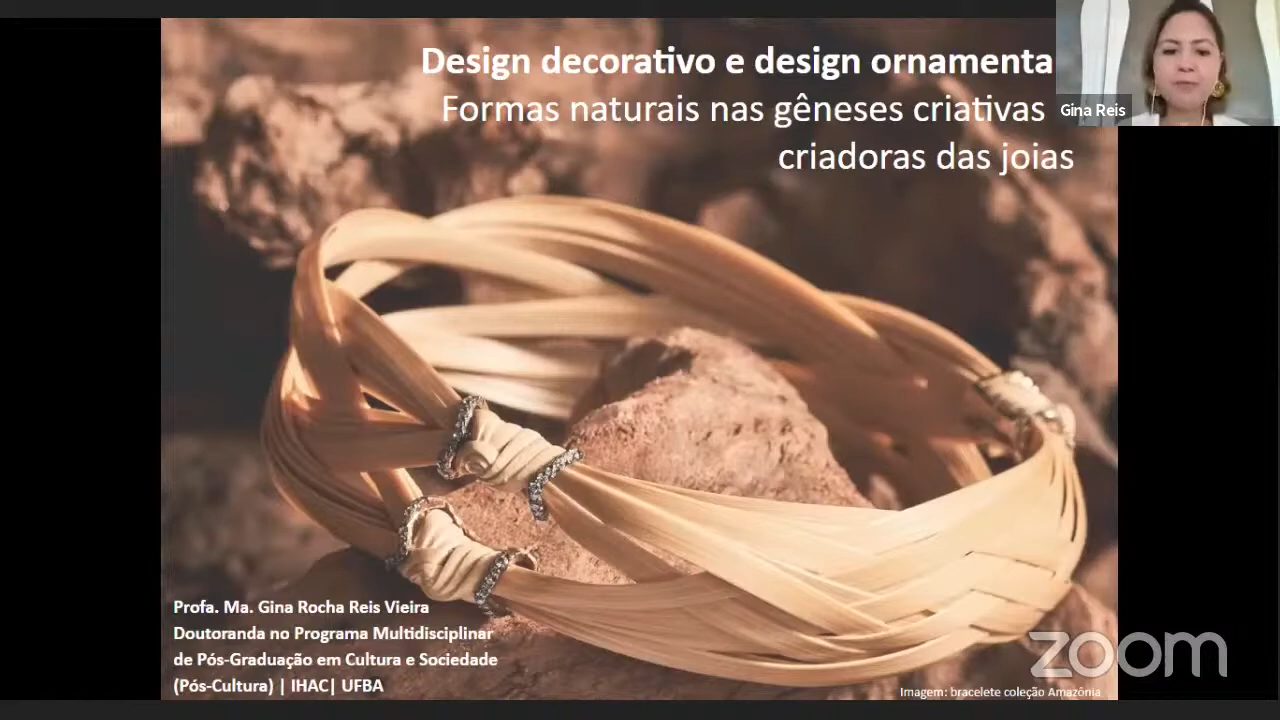 Design decorativo e design ornamenta
Formas naturais nas gêneses criativas
criadoras das joias
Gina Reis
Profa. Ma. Gina Rocha Reis Vieira
Doutoranda no Programa Multidisciplinar
de Pós-Graduação em Cultura e Sociedade
(Pós-Cultura) | IHAC| UFBA
Imagem: bracelete coleção Amazônia
zoom